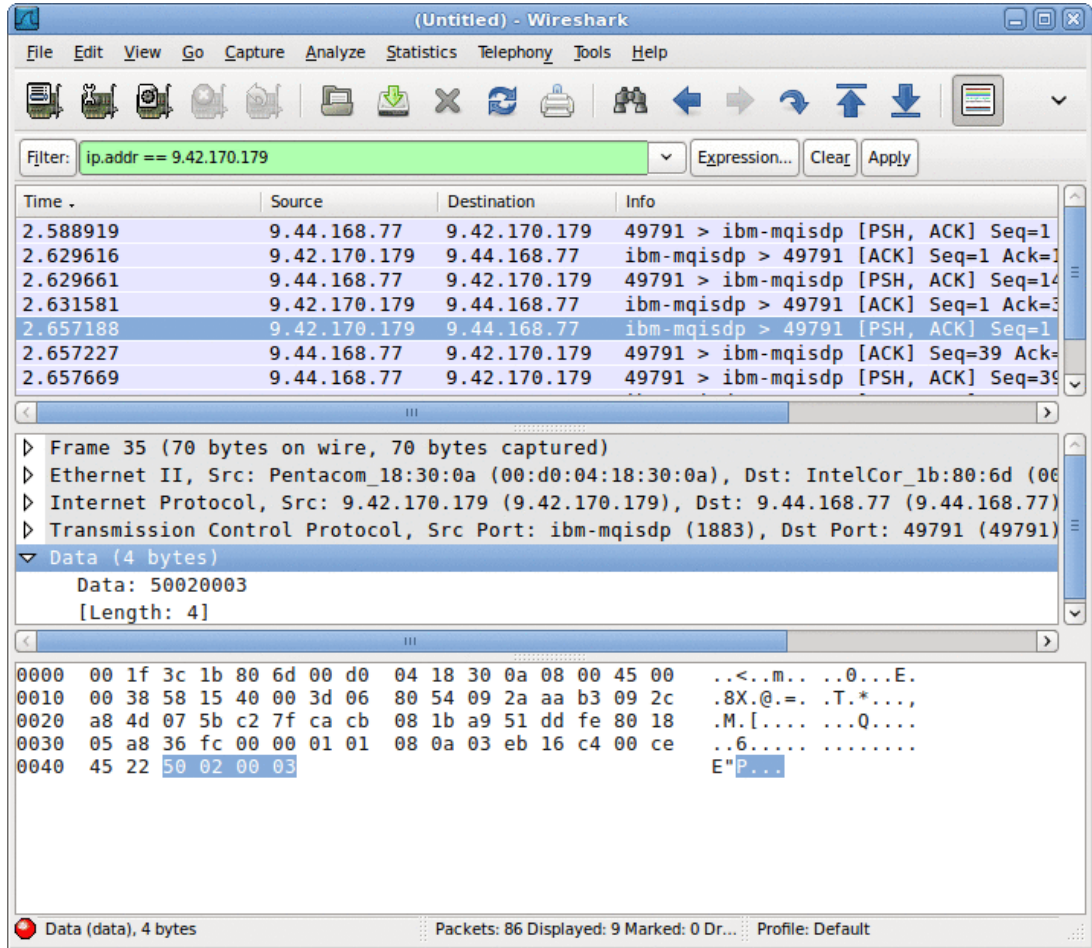 (Untitled) - Wireshark
File Edit View Go Capture Analyze Statistics Telephony Tools Help
Filter: ip.addr == 9.42.170.179 Expression... Clear Apply
Time Source Destination Info
2.588919 9.44.168.77 9.42.170.179 49791 > ibm-mqisdp [PSH, ACK] Seq=1
2.629616 9.42.170.179 9.44.168.77 ibm-mqisdp > 49791 [ACK] Seq=1 Ack=1
2.629661 9.44.168.77 9.42.170.179 49791 > ibm-mqisdp [PSH, ACK] Seq=14
2.631581 9.42.170.179 9.44.168.77 ibm-mqisdp > 49791 [ACK] Seq=1 Ack=3
2.657188 9.42.170.179 9.44.168.77 ibm-mqisdp > 49791 [PSH, ACK] Seq=1
2.657227 9.44.168.77 9.42.170.179 49791 > ibm-mqisdp [ACK] Seq=39 Ack=
2.657669 9.44.168.77 9.42.170.179 49791 > ibm-mqisdp [PSH, ACK] Seq=39
Frame 35 (70 bytes on wire, 70 bytes captured)
Ethernet II, Src: Pentacom_18:30:0a (00:d0:04:18:30:0a), Dst: IntelCor_1b:80:6d (00
Internet Protocol, Src: 9.42.170.179 (9.42.170.179), Dst: 9.44.168.77 (9.44.168.77)
Transmission Control Protocol, Src Port: ibm-mqisdp (1883), Dst Port: 49791 (49791)
Data (4 bytes)
Data: 50020003
[Length: 4]
0000 00 1f 3c 1b 80 6d 00 d0 04 18 30 0a 08 00 45 00 ..<..m.. ..0...E.
0010 00 38 58 15 40 00 3d 06 80 54 09 2a aa b3 09 2c .8X.@.=. .T.*...,
0020 a8 4d 07 5b c2 7f ca cb 08 1b a9 51 dd fe 80 18 .M.[.... ...Q....
0030 05 a8 36 fc 00 00 01 01 08 0a 03 eb 16 c4 00 ce ..6..... ........
0040 45 22 50 02 00 03 E"P...
Data (data), 4 bytes Packets: 86 Displayed: 9 Marked: 0 Dr... Profile: Default